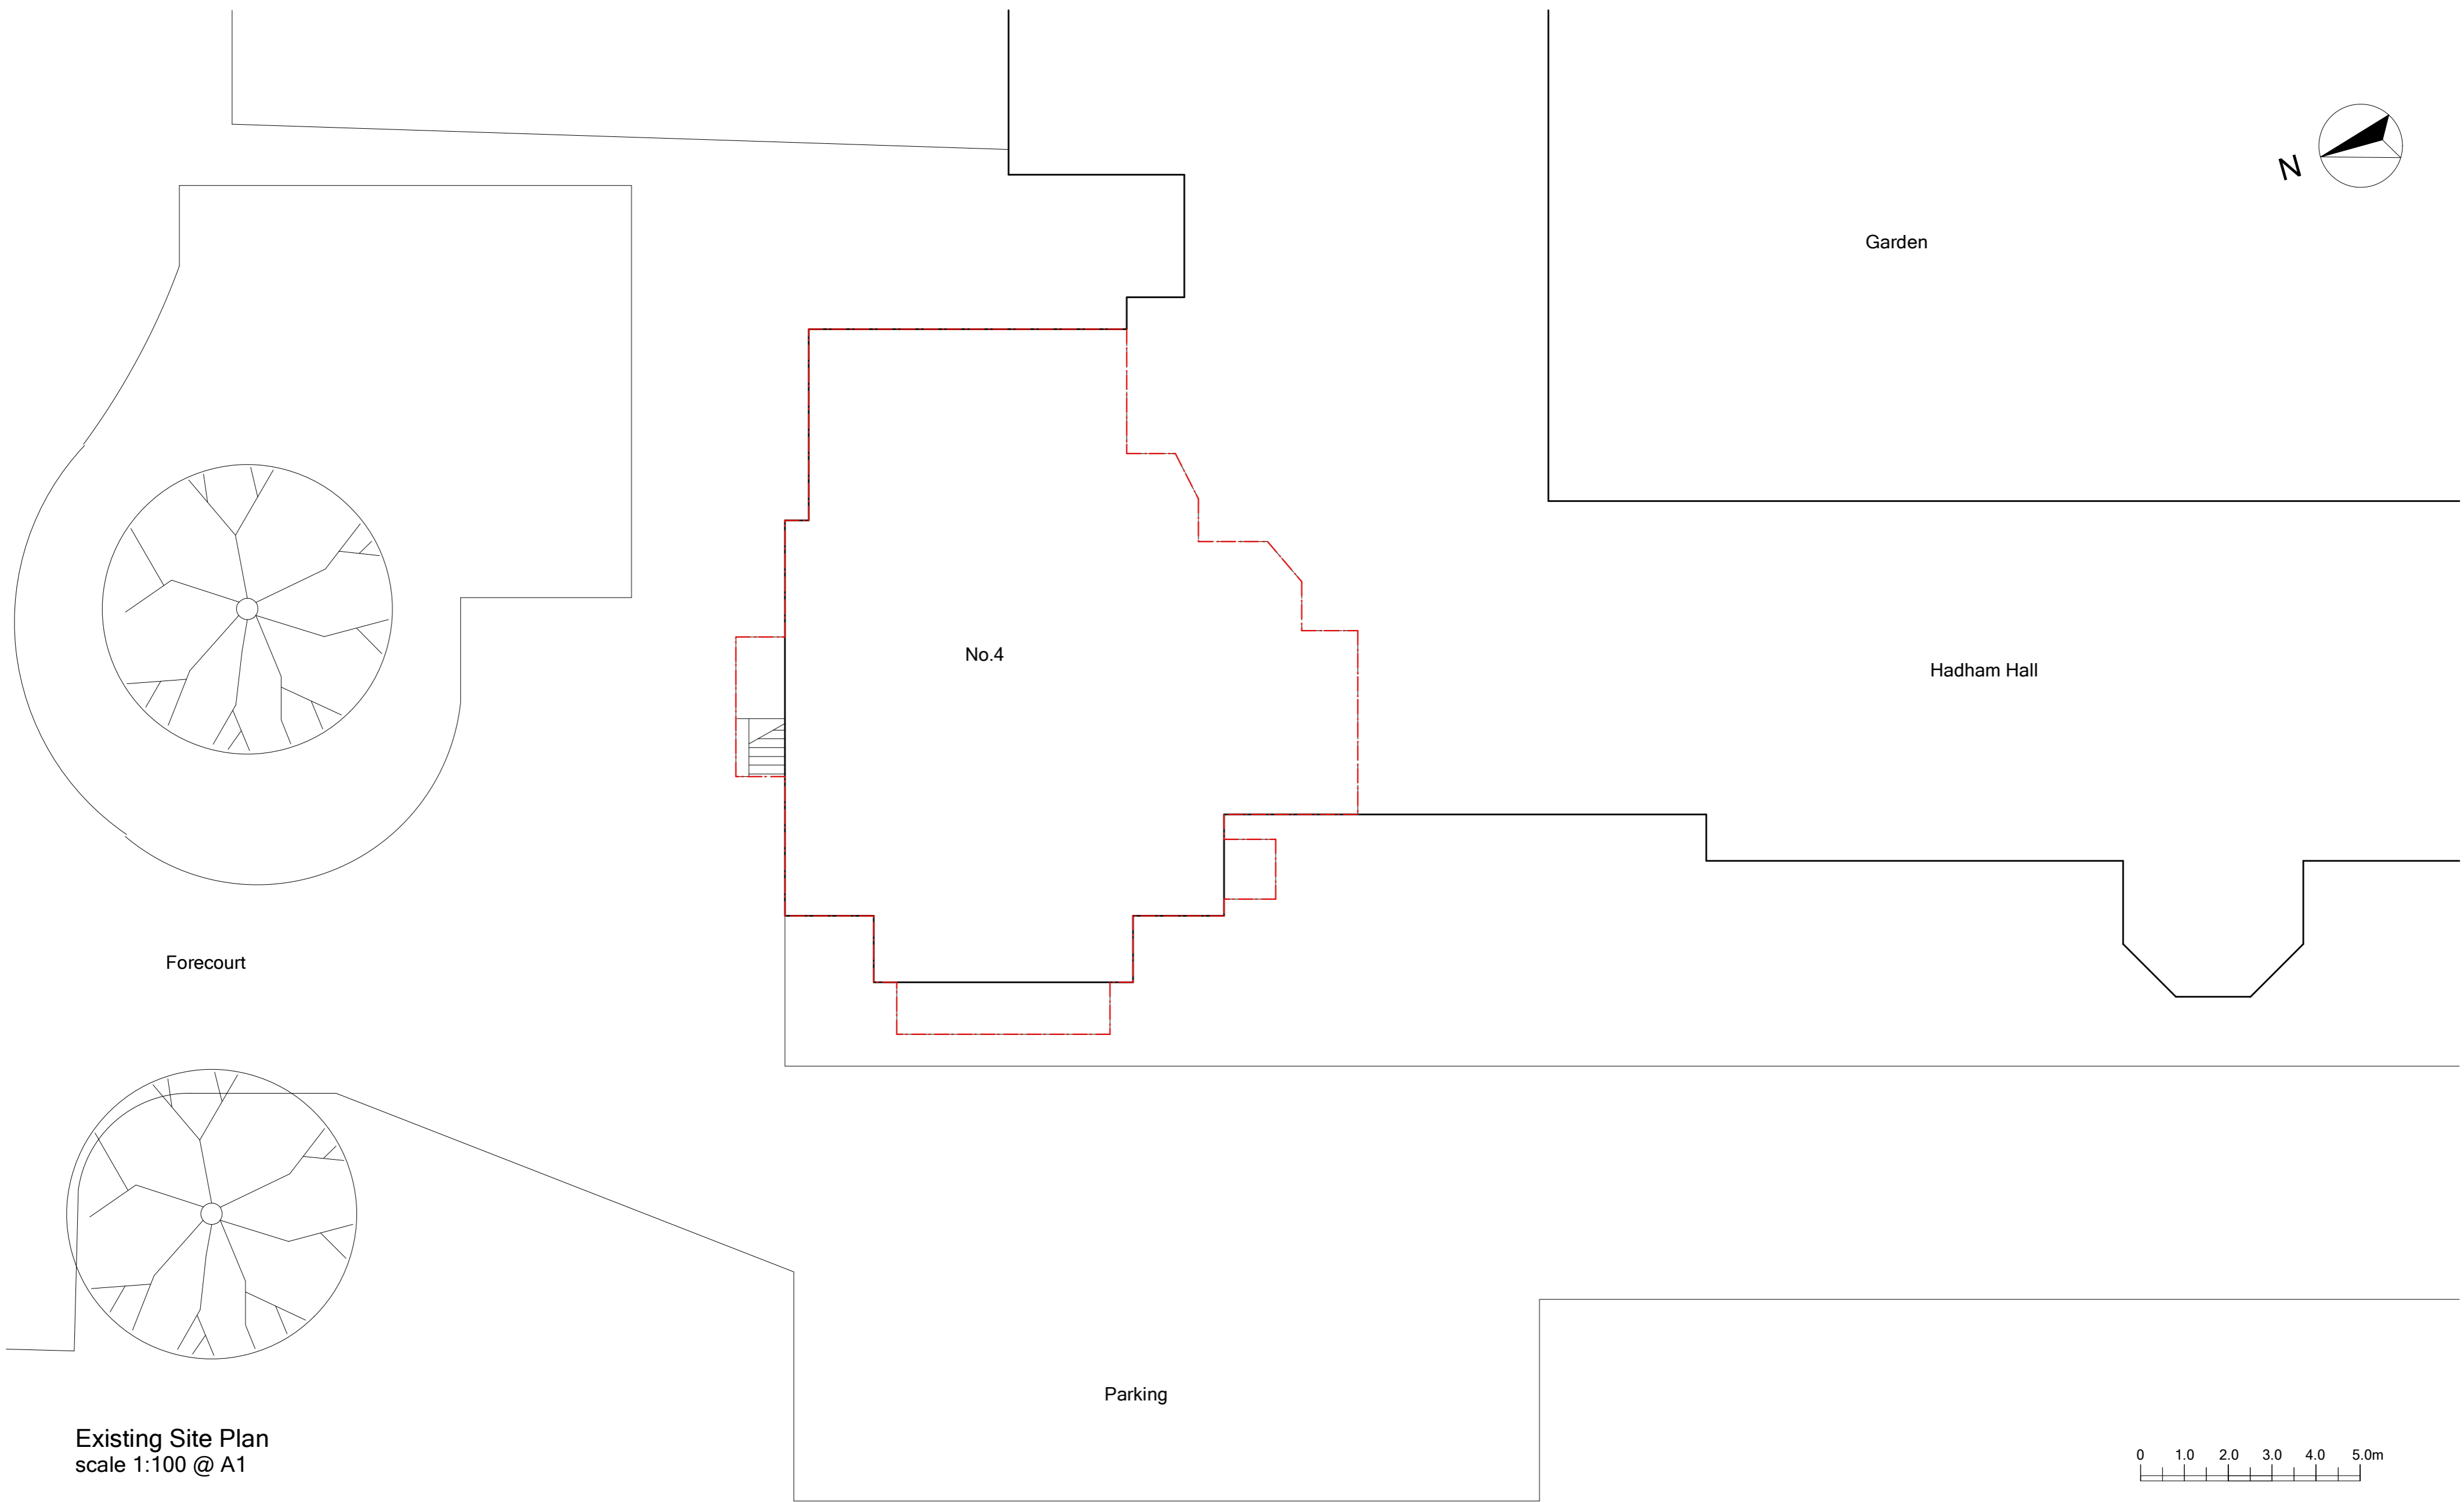 N
Garden
No.4
Hadham Hall
Forecourt
Parking
Existing Site Plan
scale 1:100 @ A1
0 1.0 2.0 3.0 4.0 5.0m